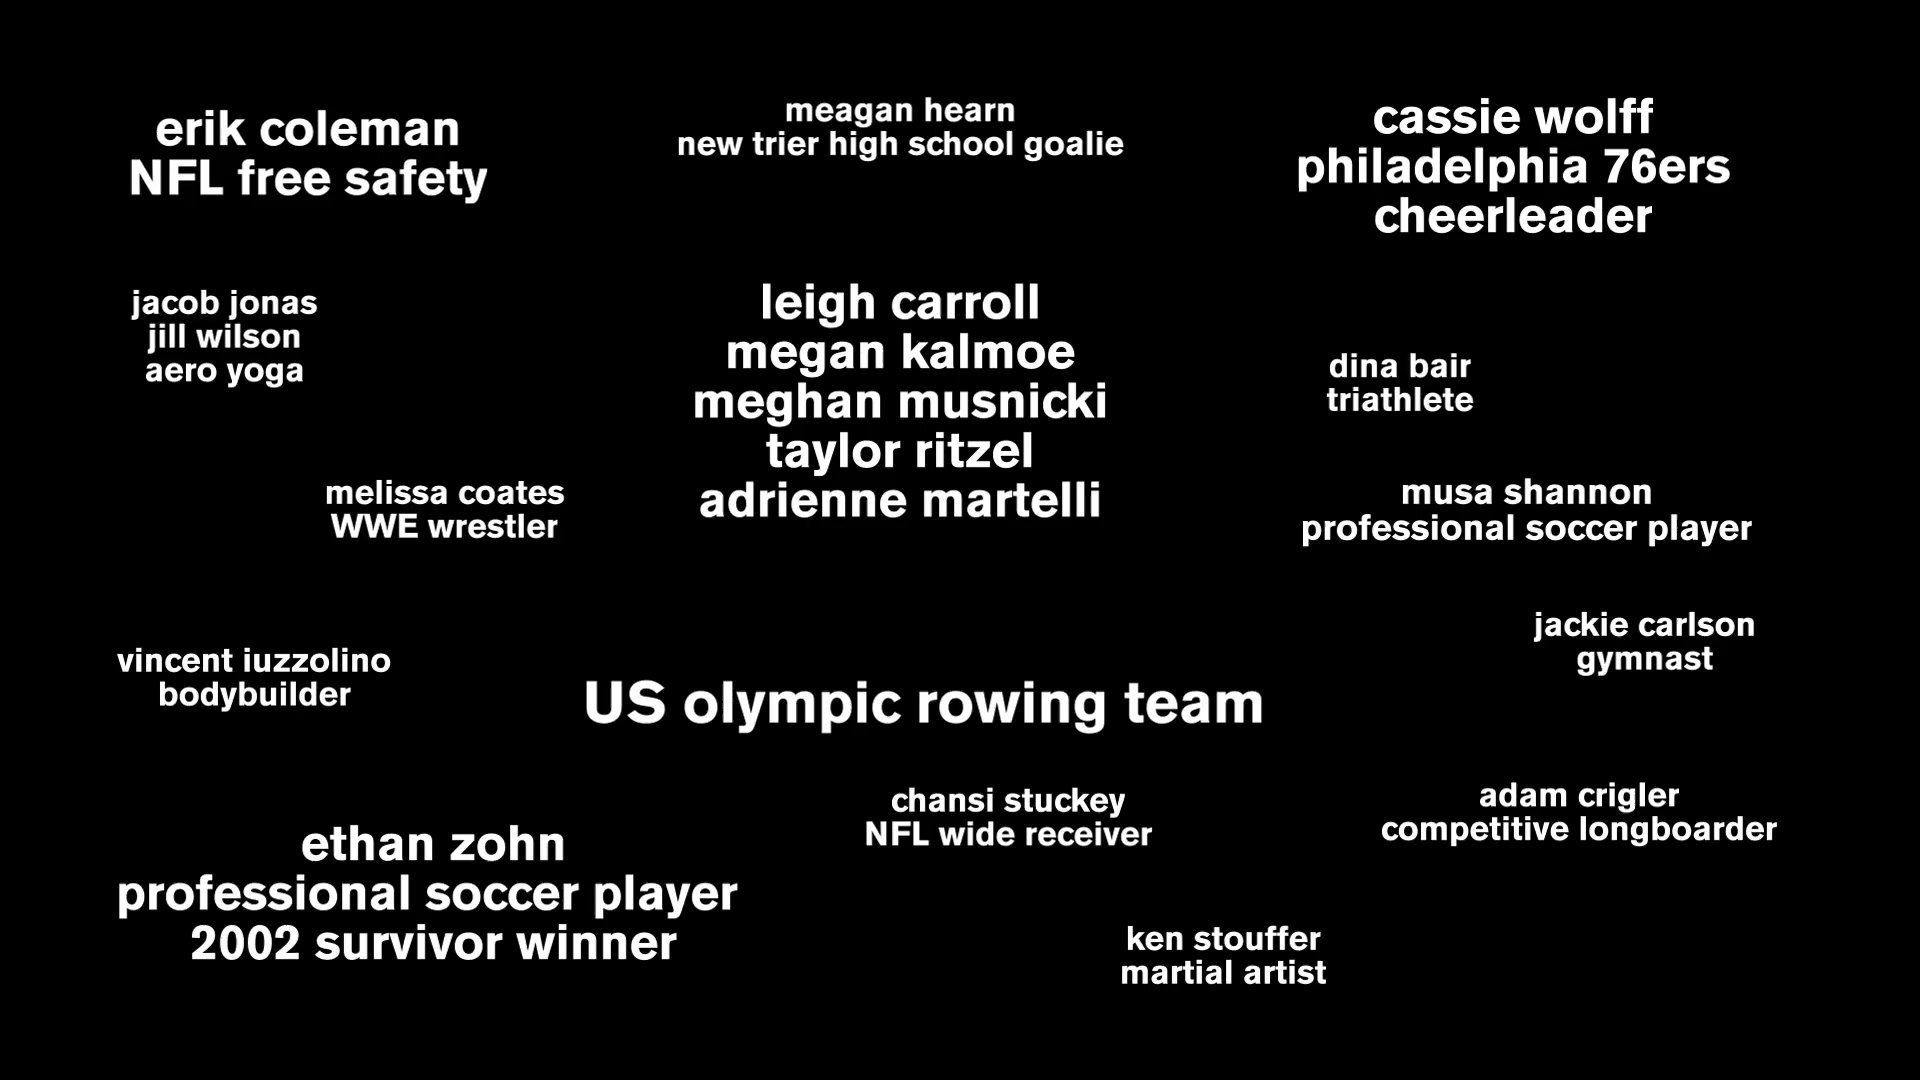 erik coleman
NFL free safety
meagan hearn
new trier high school goalie
cassie wolff
philadelphia 76ers
cheerleader
jacob jonas
jill wilson
aero yoga
leigh carroll
megan kalmoe
meghan musnicki
taylor ritzel
adrienne martelli
dina bair
triathlete
melissa coates
WWE wrestler
musa shannon
professional soccer player
jackie carlson
gymnast
vincent iuzzolino
bodybuilder
US olympic rowing team
chansi stuckey
NFL wide receiver
adam crigler
competitive longboarder
ethan zohn
professional soccer player
2002 survivor winner
ken stouffer
martial artist